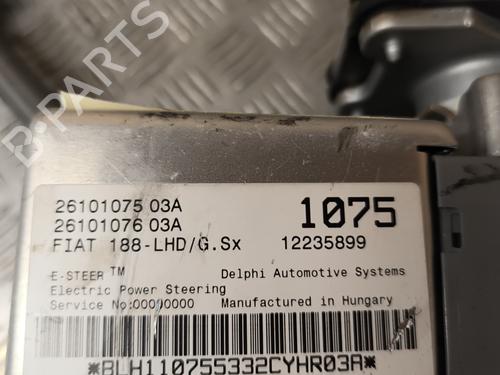 B-PARTS
26101075 03A
26101076 03A
1075
FIAT 188-LHD/G.Sx 12235899
E-STEER™ Delphi Automotive Systems
Electric Power Steering
Service No:00000000 Manufactured in Hungary
*BLH110755332CYHR03A*